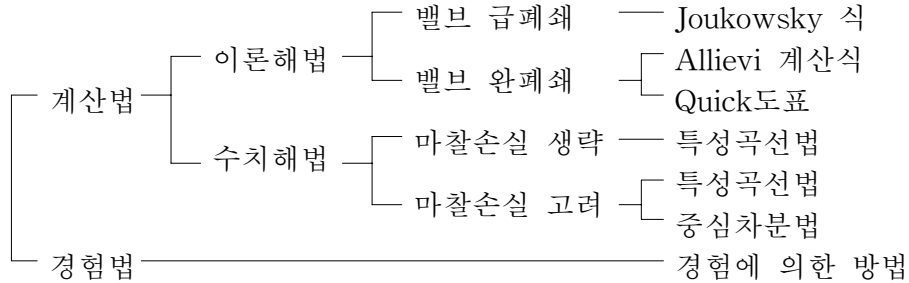 밸브 급폐쇄 Joukowsky 식
이론해법
밸브 완폐쇄 Allievi 계산식
Quick도표
계산법
마찰손실 생략 특성곡선법
수치해법
마찰손실 고려 특성곡선법
중심차분법
경험법 경험에 의한 방법